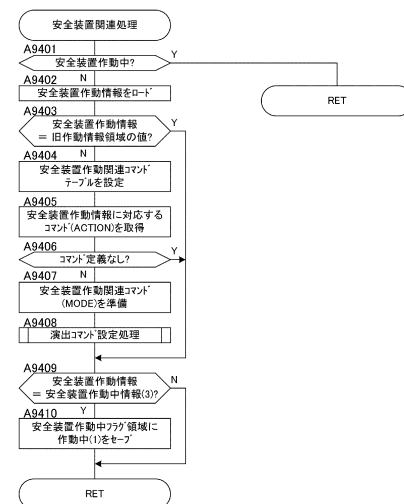 安全装置関連処理
A9401
安全装置作動中?
Y
N
RET
A9402
安全装置作動情報をロード
A9403
安全装置作動情報
＝ 旧作動情報領域の値?
Y
N
A9404
安全装置作動関連コマンド
テーブルを設定
A9405
安全装置作動情報に対応する
コマンド(ACTION)を取得
A9406
コマンド定義なし?
Y
N
A9407
安全装置作動関連コマンド
(MODE)を準備
A9408
演出コマンド設定処理
A9409
安全装置作動情報
＝ 安全装置作動中情報(3)?
N
Y
A9410
安全装置作動中フラグ領域に
作動中(1)をセーブ
RET